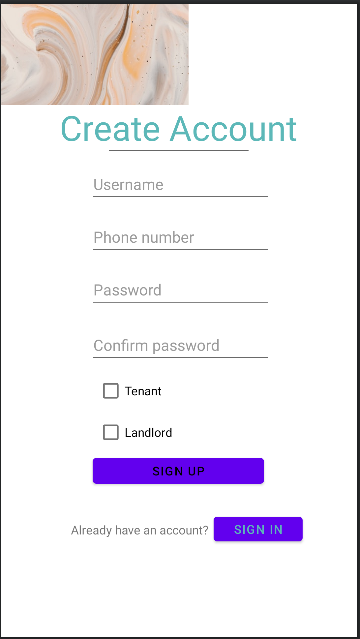 Create Account
Username
Phone number
Password
Confirm password
Tenant
Landlord
SIGN UP
Already have an account? SIGN IN